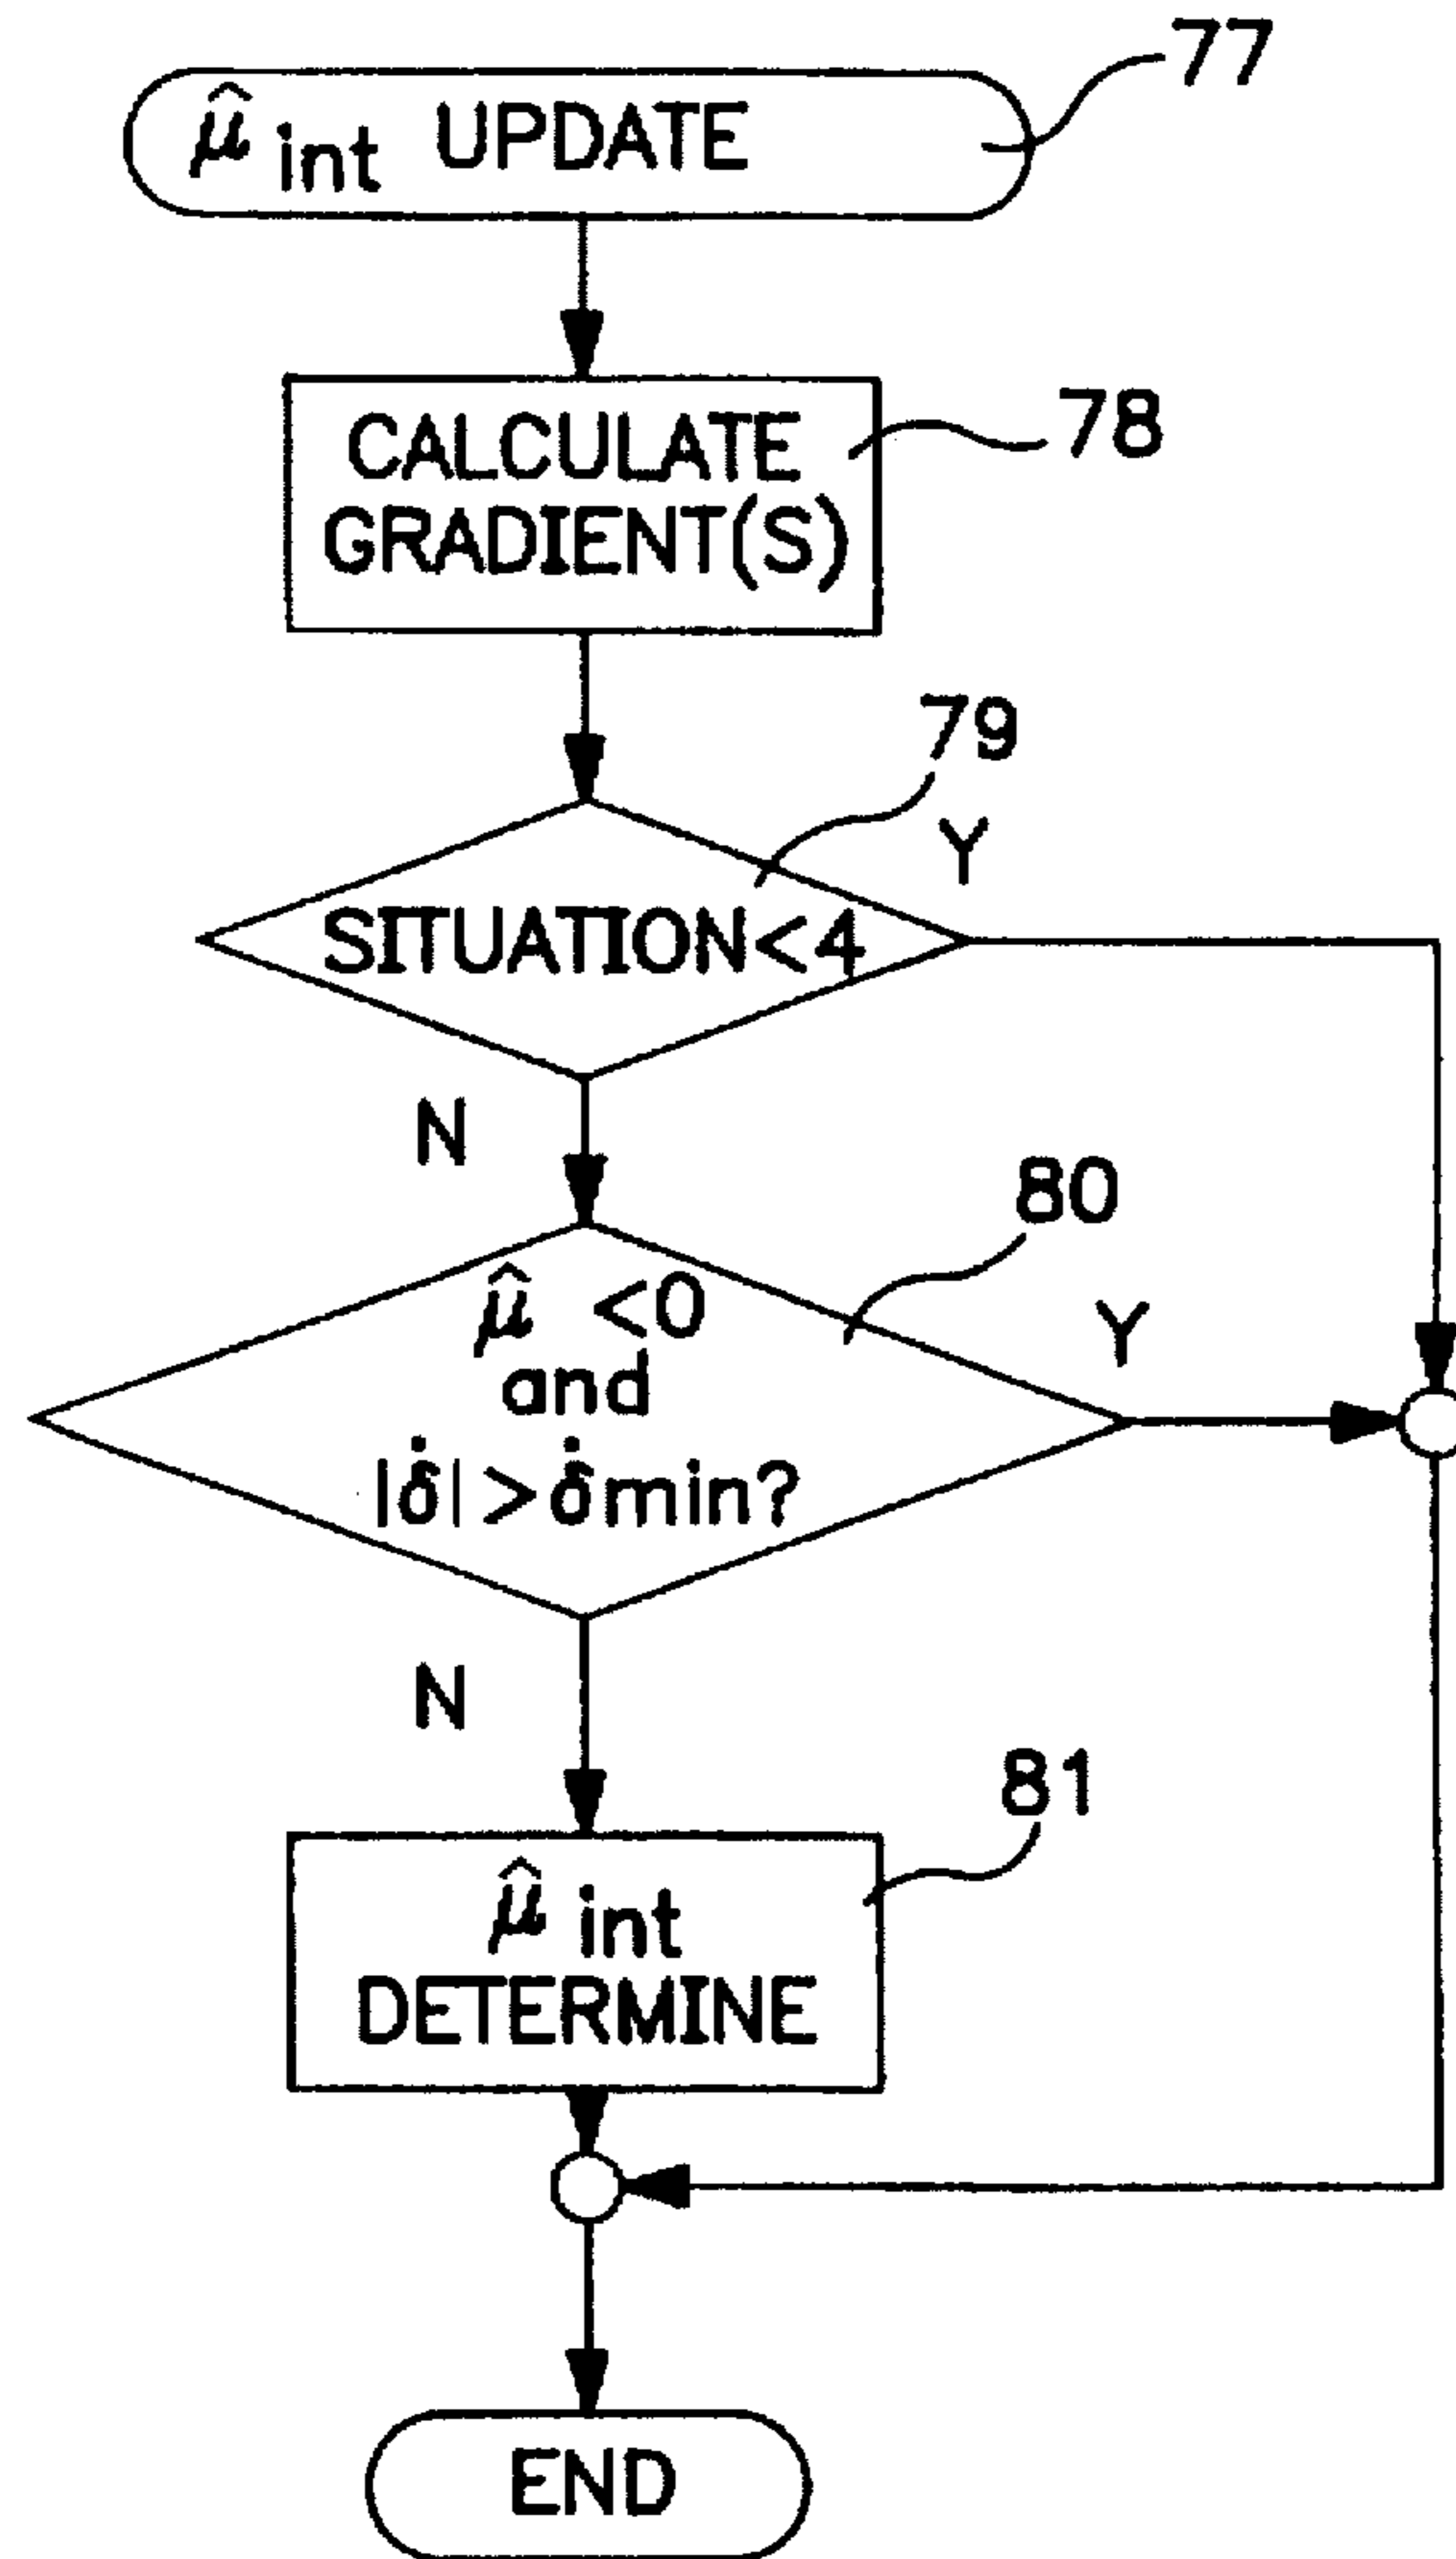 77
μ̂ int UPDATE
78
CALCULATE
GRADIENT(S)
79
Y
SITUATION<4
N
80
μ̂ <0
and
|δ̇|>δ̇min?
Y
N
81
μ̂ int
DETERMINE
END